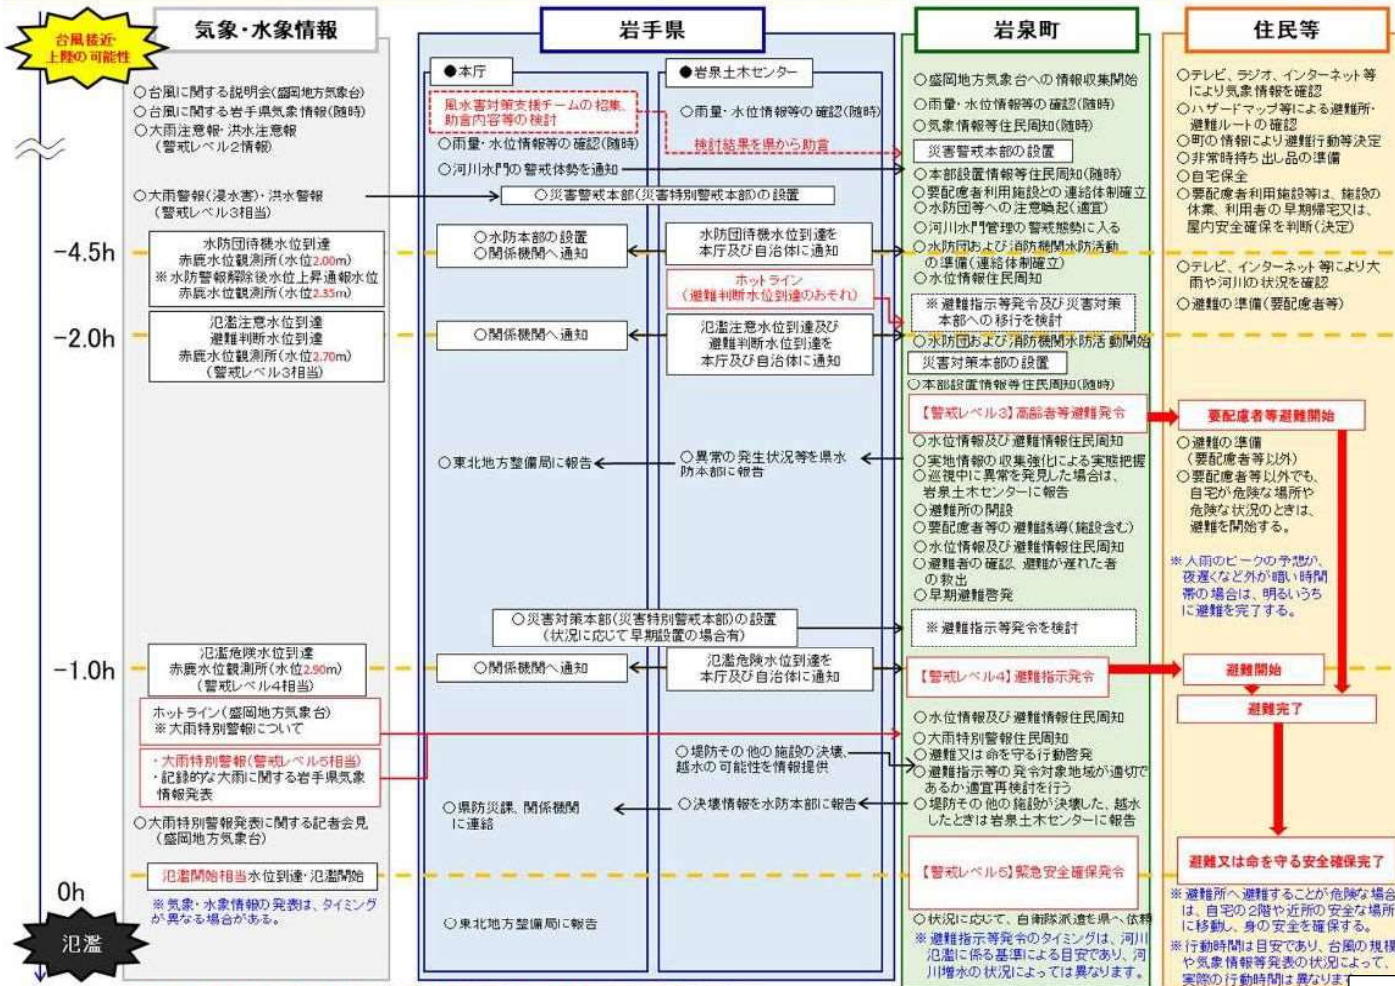 台風接近・
上陸の可能性
気象・水象情報
岩手県
岩泉町
住民等
○台風に関する説明会(盛岡地方気象台)
○台風に関する岩手県気象情報(随時)
○大雨注意報・洪水注意報
(警戒レベル2情報)
○大雨警報(浸水害)・洪水警報
(警戒レベル3相当)
-4.5h
水防団待機水位到達
赤鹿水位観測所(水位2.00m)
※水防警報解除後水位上昇通報水位
赤鹿水位観測所(水位2.35m)
-2.0h
氾濫注意水位到達
避難判断水位到達
赤鹿水位観測所(水位2.70m)
(警戒レベル3相当)
-1.0h
氾濫危険水位到達
赤鹿水位観測所(水位2.90m)
(警戒レベル4相当)
ホットライン(盛岡地方気象台)
※大雨特別警報について
・大雨特別警報(警戒レベル5相当)
・記録的な大雨に関する岩手県気象
情報発表
○大雨特別警報発表に関する記者会見
(盛岡地方気象台)
0h
氾濫開始相当水位到達・氾濫開始
※気象・水象情報の発表は、タイミング
が異なる場合がある。
氾濫
●本庁
風水害対策支援チームの招集、
助言内容等の検討
○雨量・水位情報等の確認(随時)
○河川水門の警戒体勢を通知
○災害警戒本部(災害特別警戒本部)の設置
○水防本部の設置
○関係機関へ通知
○関係機関へ通知
○東北地方整備局に報告
○災害対策本部(災害特別警戒本部)の設置
(状況に応じて早期設置の場合有)
○関係機関へ通知
○県防災課、関係機関
に連絡
○東北地方整備局に報告
●岩泉土木センター
○雨量・水位情報等の確認(随時)
検討結果を県から助言
水防団待機水位到達を
本庁及び自治体に通知
ホットライン
(避難判断水位到達のおそれ)
氾濫注意水位到達及び
避難判断水位到達を
本庁及び自治体に通知
○異常の発生状況等を県水
防本部に報告
氾濫危険水位到達を
本庁及び自治体に通知
○堤防その他の施設の決壊、
越水の可能性を情報提供
○決壊情報を水防本部に報告
○盛岡地方気象台への情報収集開始
○雨量・水位情報等の確認(随時)
○気象情報等住民周知(随時)
災害警戒本部の設置
○本部設置情報等住民周知(随時)
○要配慮者利用施設との連絡体制確立
○水防団等への注意喚起(適宜)
○河川水門管理の警戒態勢に入る
○水防団および消防機関水防活動
の準備(連絡体制確立)
○水位情報住民周知
※避難指示等発令及び災害対策
本部への移行を検討
○水防団および消防機関水防活動開始
災害対策本部の設置
○本部設置情報等住民周知(随時)
【警戒レベル3】高齢者等避難発令
○水位情報及び避難情報住民周知
○実地情報の収集強化による実態把握
○巡視中に異常を発見した場合は、
岩泉土木センターに報告
○避難所の開設
○要配慮者等の避難誘導(施設含む)
○水位情報及び避難情報住民周知
○避難者の確認、避難が遅れた者
の救出
○早期避難啓発
※避難指示等発令を検討
【警戒レベル4】避難指示発令
○水位情報及び避難情報住民周知
○大雨特別警報住民周知
○避難又は命を守る行動啓発
○避難指示等の発令対象地域が適切で
あるか適宜再検討を行う
○堤防その他の施設が決壊した、越水
したときは岩泉土木センターに報告
【警戒レベル5】緊急安全確保発令
○状況に応じて、自衛隊派遣を県へ依頼
※避難指示等発令のタイミングは、河川
氾濫に係る基準による目安であり、河
川増水の状況によっては異なります。
○テレビ、ラジオ、インターネット等
により気象情報を確認
○ハザードマップ等による避難所・
避難ルートの確認
○町の情報により避難行動等決定
○非常時持ち出し品の準備
○自宅保全
○要配慮者利用施設等は、施設の
休業、利用者の早期帰宅又は、
屋内安全確保を判断(決定)
○テレビ、インターネット等により大
雨や河川の状況を確認
○避難の準備(要配慮者等)
要配慮者等避難開始
○避難の準備
(要配慮者等以外)
○要配慮者等以外でも、
自宅が危険な場所や
危険な状況のときは、
避難を開始する。
※大雨のピークの予想が、
夜遅くなど外が暗い時間
帯の場合は、明るいうち
に避難を完了する。
避難開始
避難完了
避難又は命を守る安全確保完了
※避難所へ避難することが危険な場合
は、自宅の2階や近所の安全な場所
に移動し、身の安全を確保する。
※行動時間は目安であり、台風の規模
や気象情報等発表の状況によって、
実際の行動時間は異なります